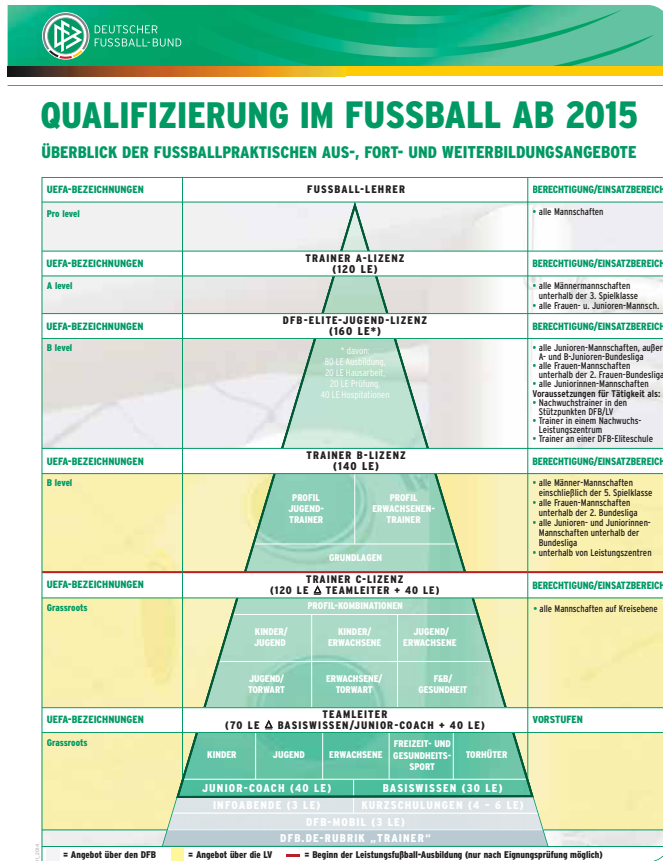 DEUTSCHER
FUSSBALL-BUND
QUALIFIZIERUNG IM FUSSBALL AB 2015
ÜBERBLICK DER FUSSBALLPRAKTISCHEN AUS-, FORT- UND WEITERBILDUNGSANGEBOTE
UEFA-BEZEICHNUNGEN FUSSBALL-LEHRER BERECHTIGUNG/EINSATZBEREICH
Pro level
• alle Mannschaften
UEFA-BEZEICHNUNGEN TRAINER A-LIZENZ BERECHTIGUNG/EINSATZBEREICH
(120 LE)
A level
• alle Männermannschaften
unterhalb der 3. Spielklasse
• alle Frauen- u. Junioren-Mannsch.
UEFA-BEZEICHNUNGEN DFB-ELITE-JUGEND-LIZENZ BERECHTIGUNG/EINSATZBEREICH
(160 LE*)
B level
* davon:
80 LE Ausbildung,
20 LE Hausarbeit,
20 LE Prüfung,
40 LE Hospitationen
• alle Junioren-Mannschaften, außer
A- und B-Junioren-Bundesliga
• alle Frauen-Mannschaften
unterhalb der 2. Frauen-Bundesliga
• alle Juniorinnen-Mannschaften
Voraussetzungen für Tätigkeit als:
• Nachwuchstrainer in den
Stützpunkten DFB/LV
• Trainer in einem Nachwuchs-
Leistungszentrum
• Trainer an einer DFB-Eliteschule
UEFA-BEZEICHNUNGEN TRAINER B-LIZENZ BERECHTIGUNG/EINSATZBEREICH
(140 LE)
B level
PROFIL
JUGEND-
TRAINER
PROFIL
ERWACHSENEN-
TRAINER
GRUNDLAGEN
• alle Männer-Mannschaften
einschließlich der 5. Spielklasse
• alle Frauen-Mannschaften
unterhalb der 2. Bundesliga
• alle Junioren- und Juniorinnen-
Mannschaften unterhalb der
Bundesliga
• unterhalb von Leistungszentren
UEFA-BEZEICHNUNGEN TRAINER C-LIZENZ BERECHTIGUNG/EINSATZBEREICH
(120 LE ≙ TEAMLEITER + 40 LE)
Grassroots
PROFIL-KOMBINATIONEN
KINDER/
JUGEND
KINDER/
ERWACHSENE
JUGEND/
ERWACHSENE
JUGEND/
TORWART
ERWACHSENE/
TORWART
F&B/
GESUNDHEIT
• alle Mannschaften auf Kreisebene
UEFA-BEZEICHNUNGEN TEAMLEITER VORSTUFEN
(70 LE ≙ BASISWISSEN/JUNIOR-COACH + 40 LE)
Grassroots
KINDER JUGEND ERWACHSENE FREIZEIT- UND
GESUNDHEITS-
SPORT TORHÜTER
JUNIOR-COACH (40 LE) BASISWISSEN (30 LE)
INFOABENDE (3 LE) KURZSCHULUNGEN (4 - 6 LE)
DFB-MOBIL (3 LE)
DFB.DE-RUBRIK „TRAINER“
= Angebot über den DFB = Angebot über die LV = Beginn der Leistungsfußball-Ausbildung (nur nach Eignungsprüfung möglich)